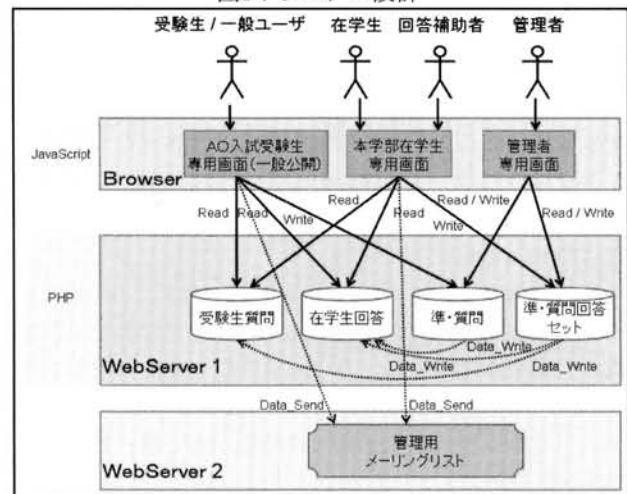 受験生 / 一般ユーザ 在学生 回答補助者 管理者
JavaScript
AO入試受験生
専用画面(一般公開)
本学部在学生
専用画面
管理者
専用画面
Browser
Read Read Write Read Read Write Read / Write Read / Write
PHP
受験生質問
在学生回答
準・質問
準・質問回答
セット
Data_Write
Data_Write
Data_Write
WebServer 1
Data_Send Data_Send
管理用
メーリングリスト
WebServer 2